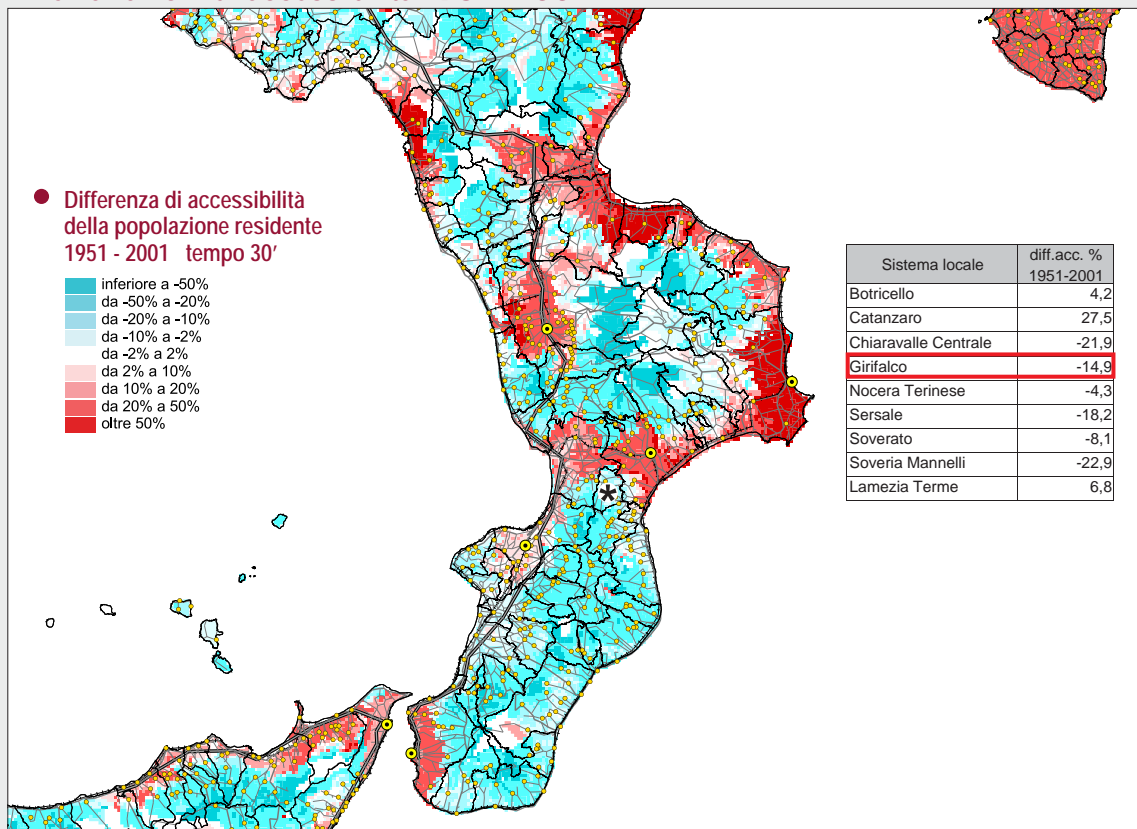 Differenza di accessibilità
della popolazione residente
1951 - 2001 tempo 30'
inferiore a -50%
da -50% a -20%
da -20% a -10%
da -10% a -2%
da -2% a 2%
da 2% a 10%
da 10% a 20%
da 20% a 50%
oltre 50%
Sistema locale diff.acc. % 1951-2001
Botricello 4,2
Catanzaro 27,5
Chiaravalle Centrale -21,9
Girifalco -14,9
Nocera Terinese -4,3
Sersale -18,2
Soverato -8,1
Soveria Mannelli -22,9
Lamezia Terme 6,8
*